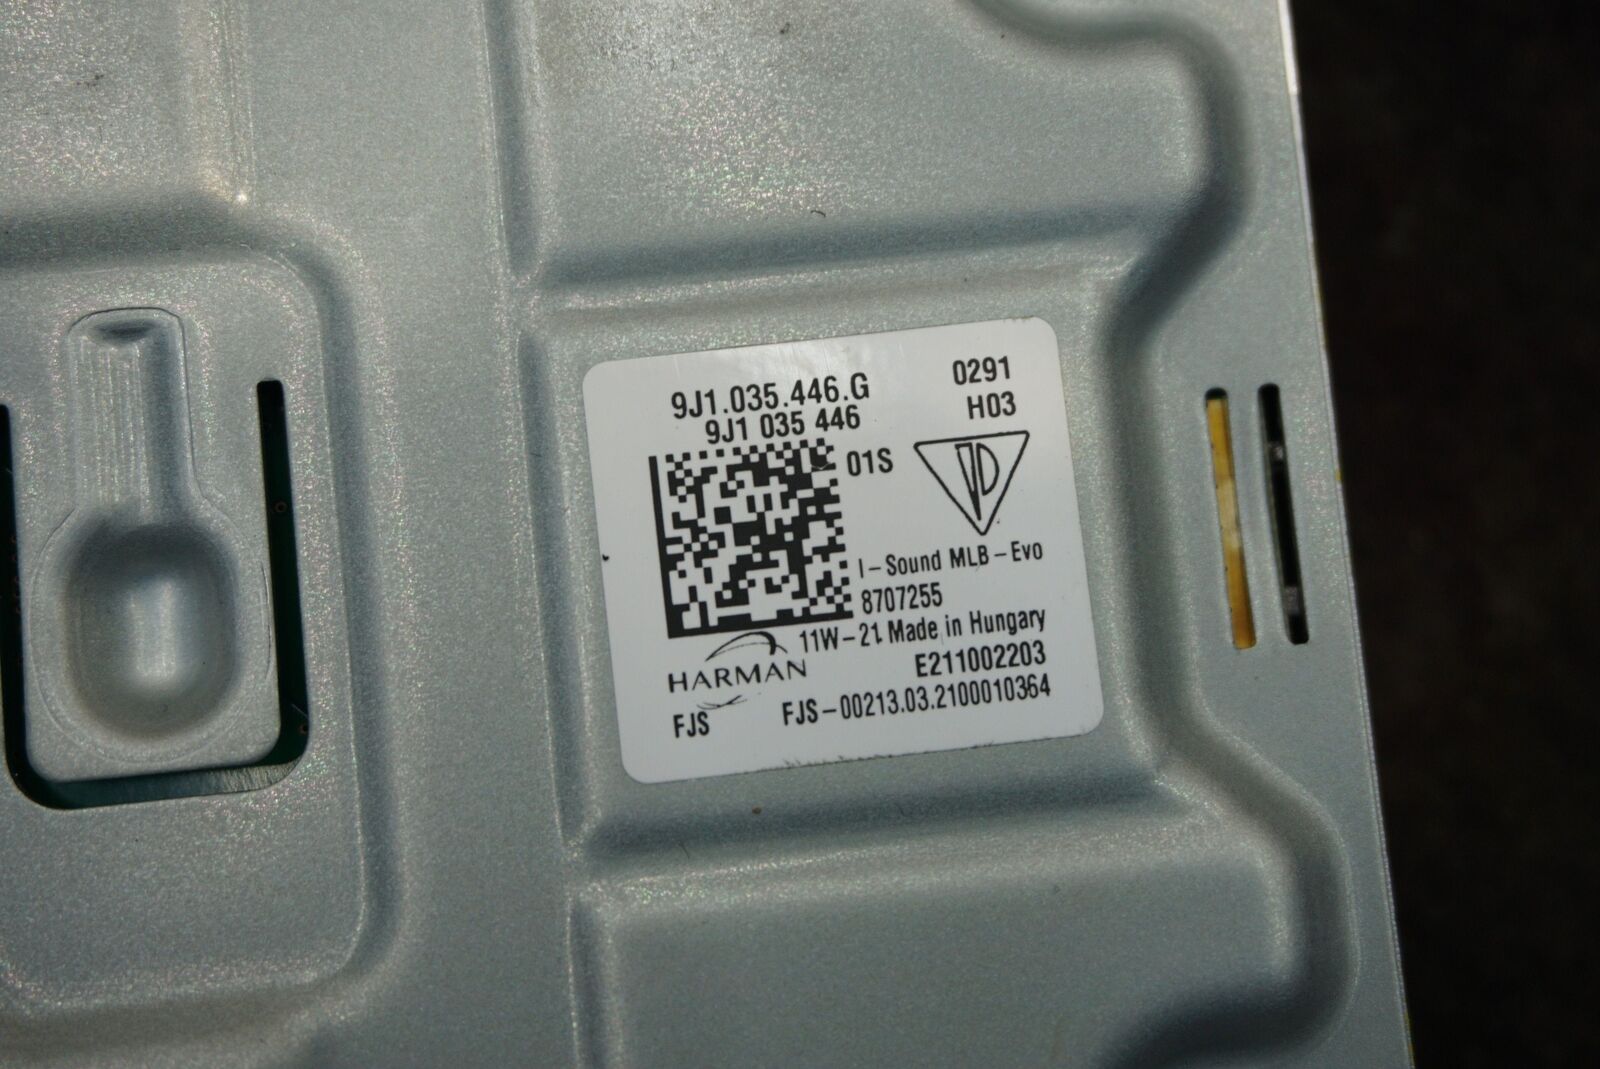 9J1.035.446.G
9J1 035 446
0291
H03
01S
I-Sound MLB-Evo
8707255
11W-21 Made in Hungary
HARMAN
E211002203
FJS
FJS-00213.03.2100010364